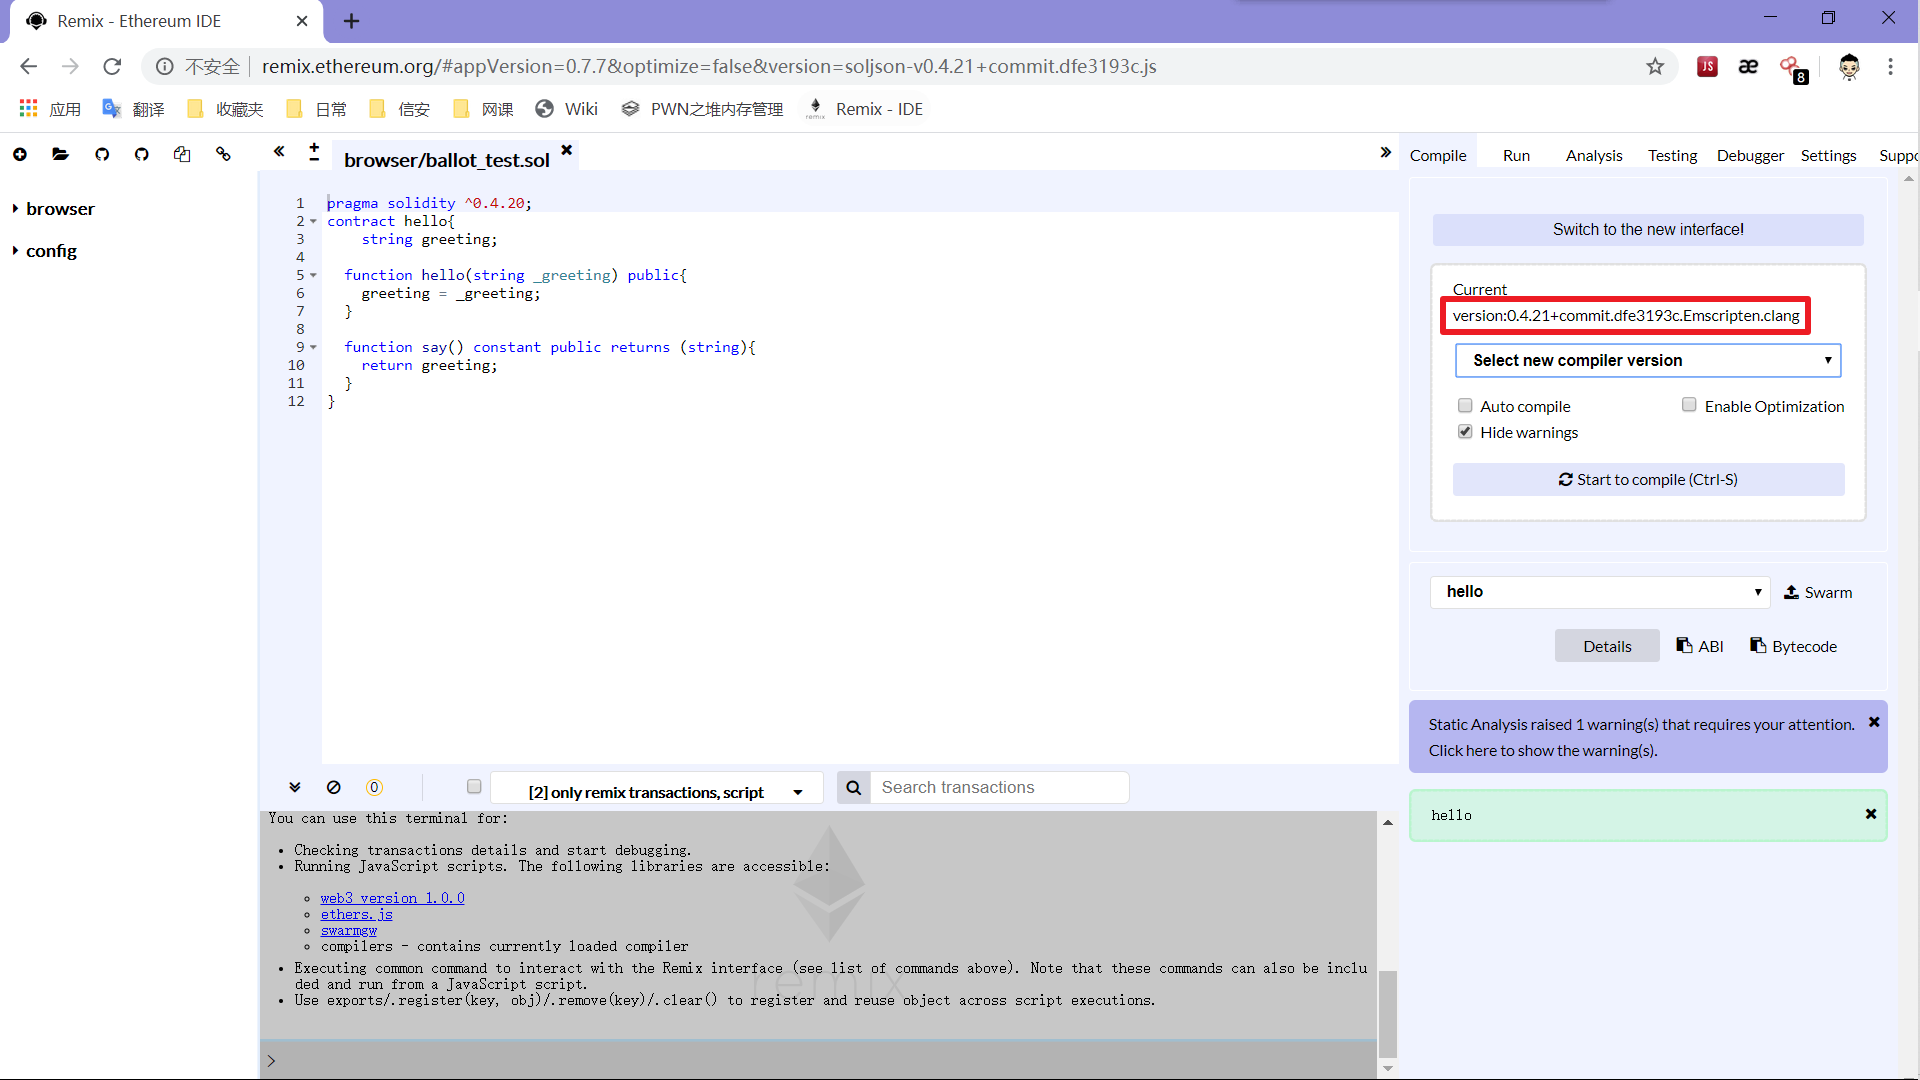 Remix - Ethereum IDE
不安全 remix.ethereum.org/#appVersion=0.7.7&optimize=false&version=soljson-v0.4.21+commit.dfe3193c.js
JS æ 8
应用 翻译 收藏夹 日常 信安 网课 Wiki PWN之堆内存管理 Remix - IDE
browser/ballot_test.sol
Compile Run Analysis Testing Debugger Settings Suppo
browser
config
1 pragma solidity ^0.4.20;
2 contract hello{
3 string greeting;
4
5 function hello(string _greeting) public{
6 greeting = _greeting;
7 }
8
9 function say() constant public returns (string){
10 return greeting;
11 }
12 }
Switch to the new interface!
Current
version:0.4.21+commit.dfe3193c.Emscripten.clang
Select new compiler version
Auto compile Enable Optimization
Hide warnings
Start to compile (Ctrl-S)
hello Swarm
Details ABI Bytecode
Static Analysis raised 1 warning(s) that requires your attention.
Click here to show the warning(s).
hello
0 [2] only remix transactions, script Search transactions
You can use this terminal for:
• Checking transactions details and start debugging.
• Running JavaScript scripts. The following libraries are accessible:
◦ web3 version 1.0.0
◦ ethers.js
◦ swarmgw
◦ compilers - contains currently loaded compiler
• Executing common command to interact with the Remix interface (see list of commands above). Note that these commands can also be inclu
ded and run from a JavaScript script.
• Use exports/.register(key, obj)/.remove(key)/.clear() to register and reuse object across script executions.
remix
>